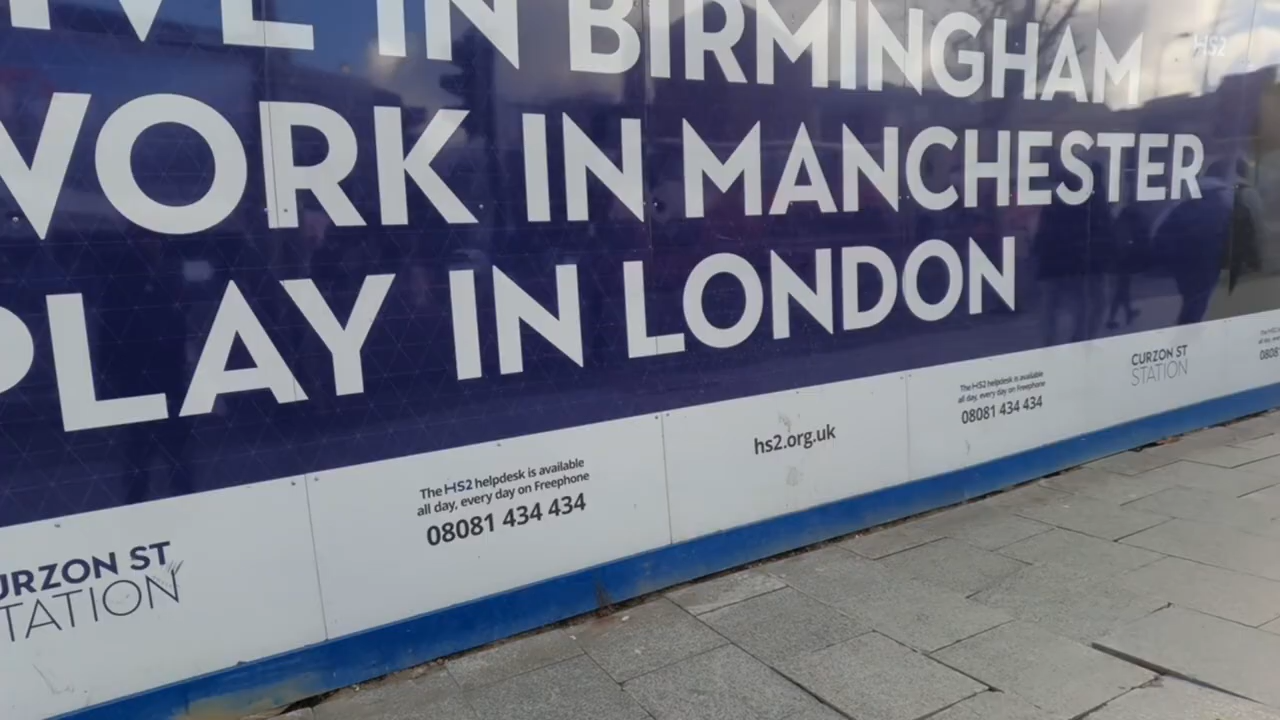 IVE IN BIRMINGHAM
HS2
WORK IN MANCHESTER
PLAY IN LONDON
URZON ST
TATION
The HS2 helpdesk is available
all day, every day on Freephone
08081 434 434
hs2.org.uk
The HS2 helpdesk is available
all day, every day on Freephone
08081 434 434
CURZON ST
STATION